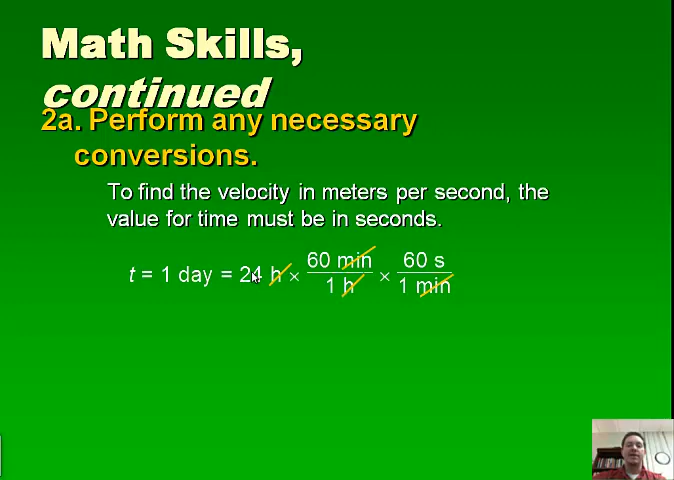 Math Skills,
continued
2a. Perform any necessary
conversions.
To find the velocity in meters per second, the
value for time must be in seconds.
t = 1 day = 24 h × 60 min / 1 h × 60 s / 1 min